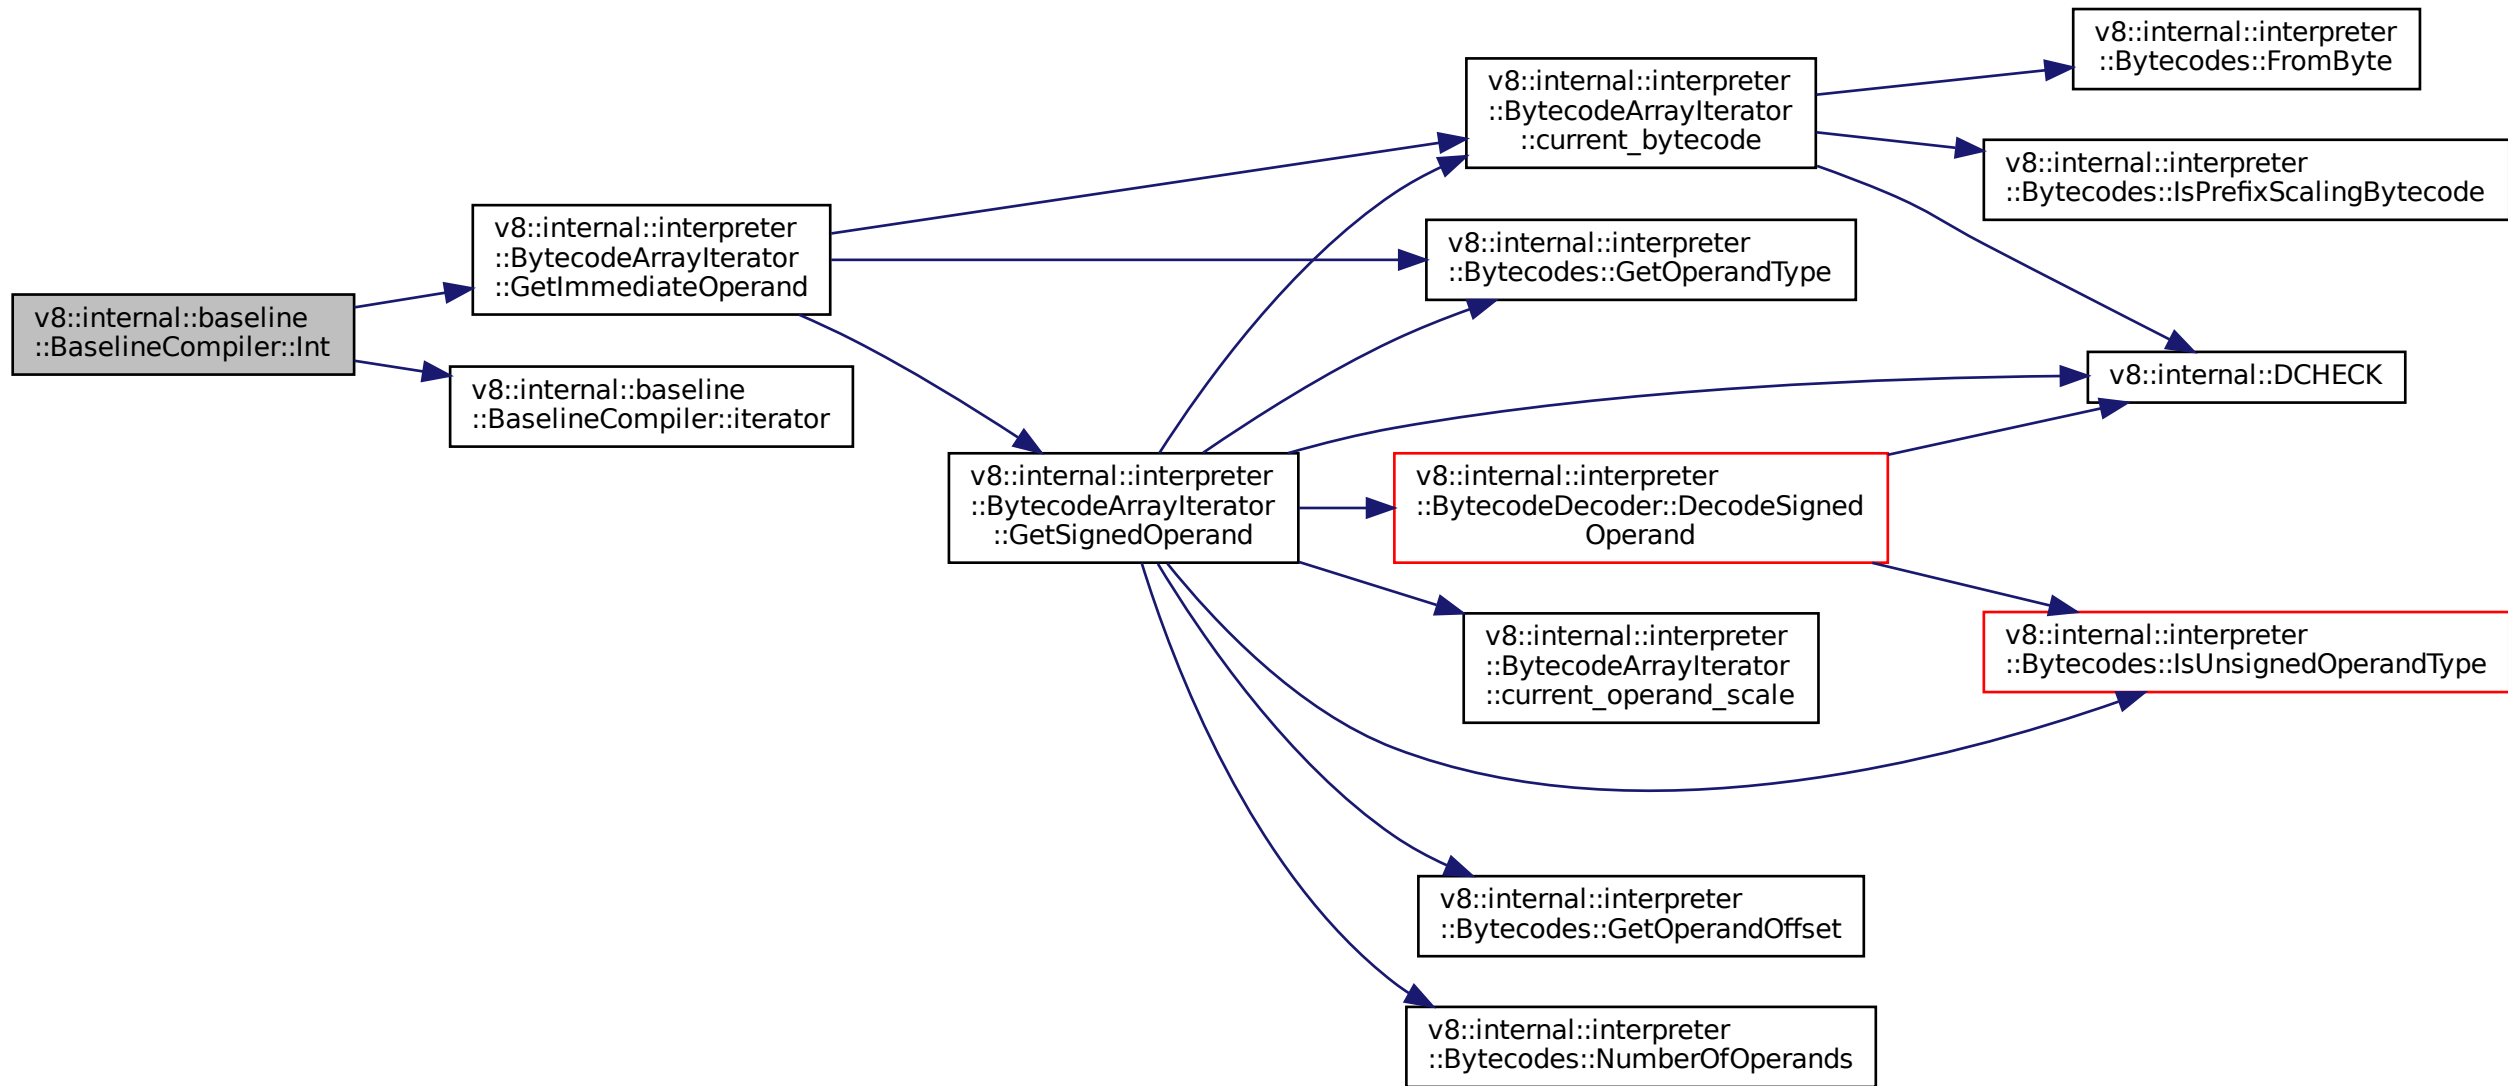 v8::internal::baseline
::BaselineCompiler::Int
v8::internal::interpreter
::BytecodeArrayIterator
::GetImmediateOperand
v8::internal::baseline
::BaselineCompiler::iterator
v8::internal::interpreter
::BytecodeArrayIterator
::GetSignedOperand
v8::internal::interpreter
::BytecodeArrayIterator
::current_bytecode
v8::internal::interpreter
::Bytecodes::GetOperandType
v8::internal::interpreter
::BytecodeDecoder::DecodeSigned
Operand
v8::internal::interpreter
::BytecodeArrayIterator
::current_operand_scale
v8::internal::interpreter
::Bytecodes::GetOperandOffset
v8::internal::interpreter
::Bytecodes::NumberOfOperands
v8::internal::interpreter
::Bytecodes::FromByte
v8::internal::interpreter
::Bytecodes::IsPrefixScalingBytecode
v8::internal::DCHECK
v8::internal::interpreter
::Bytecodes::IsUnsignedOperandType